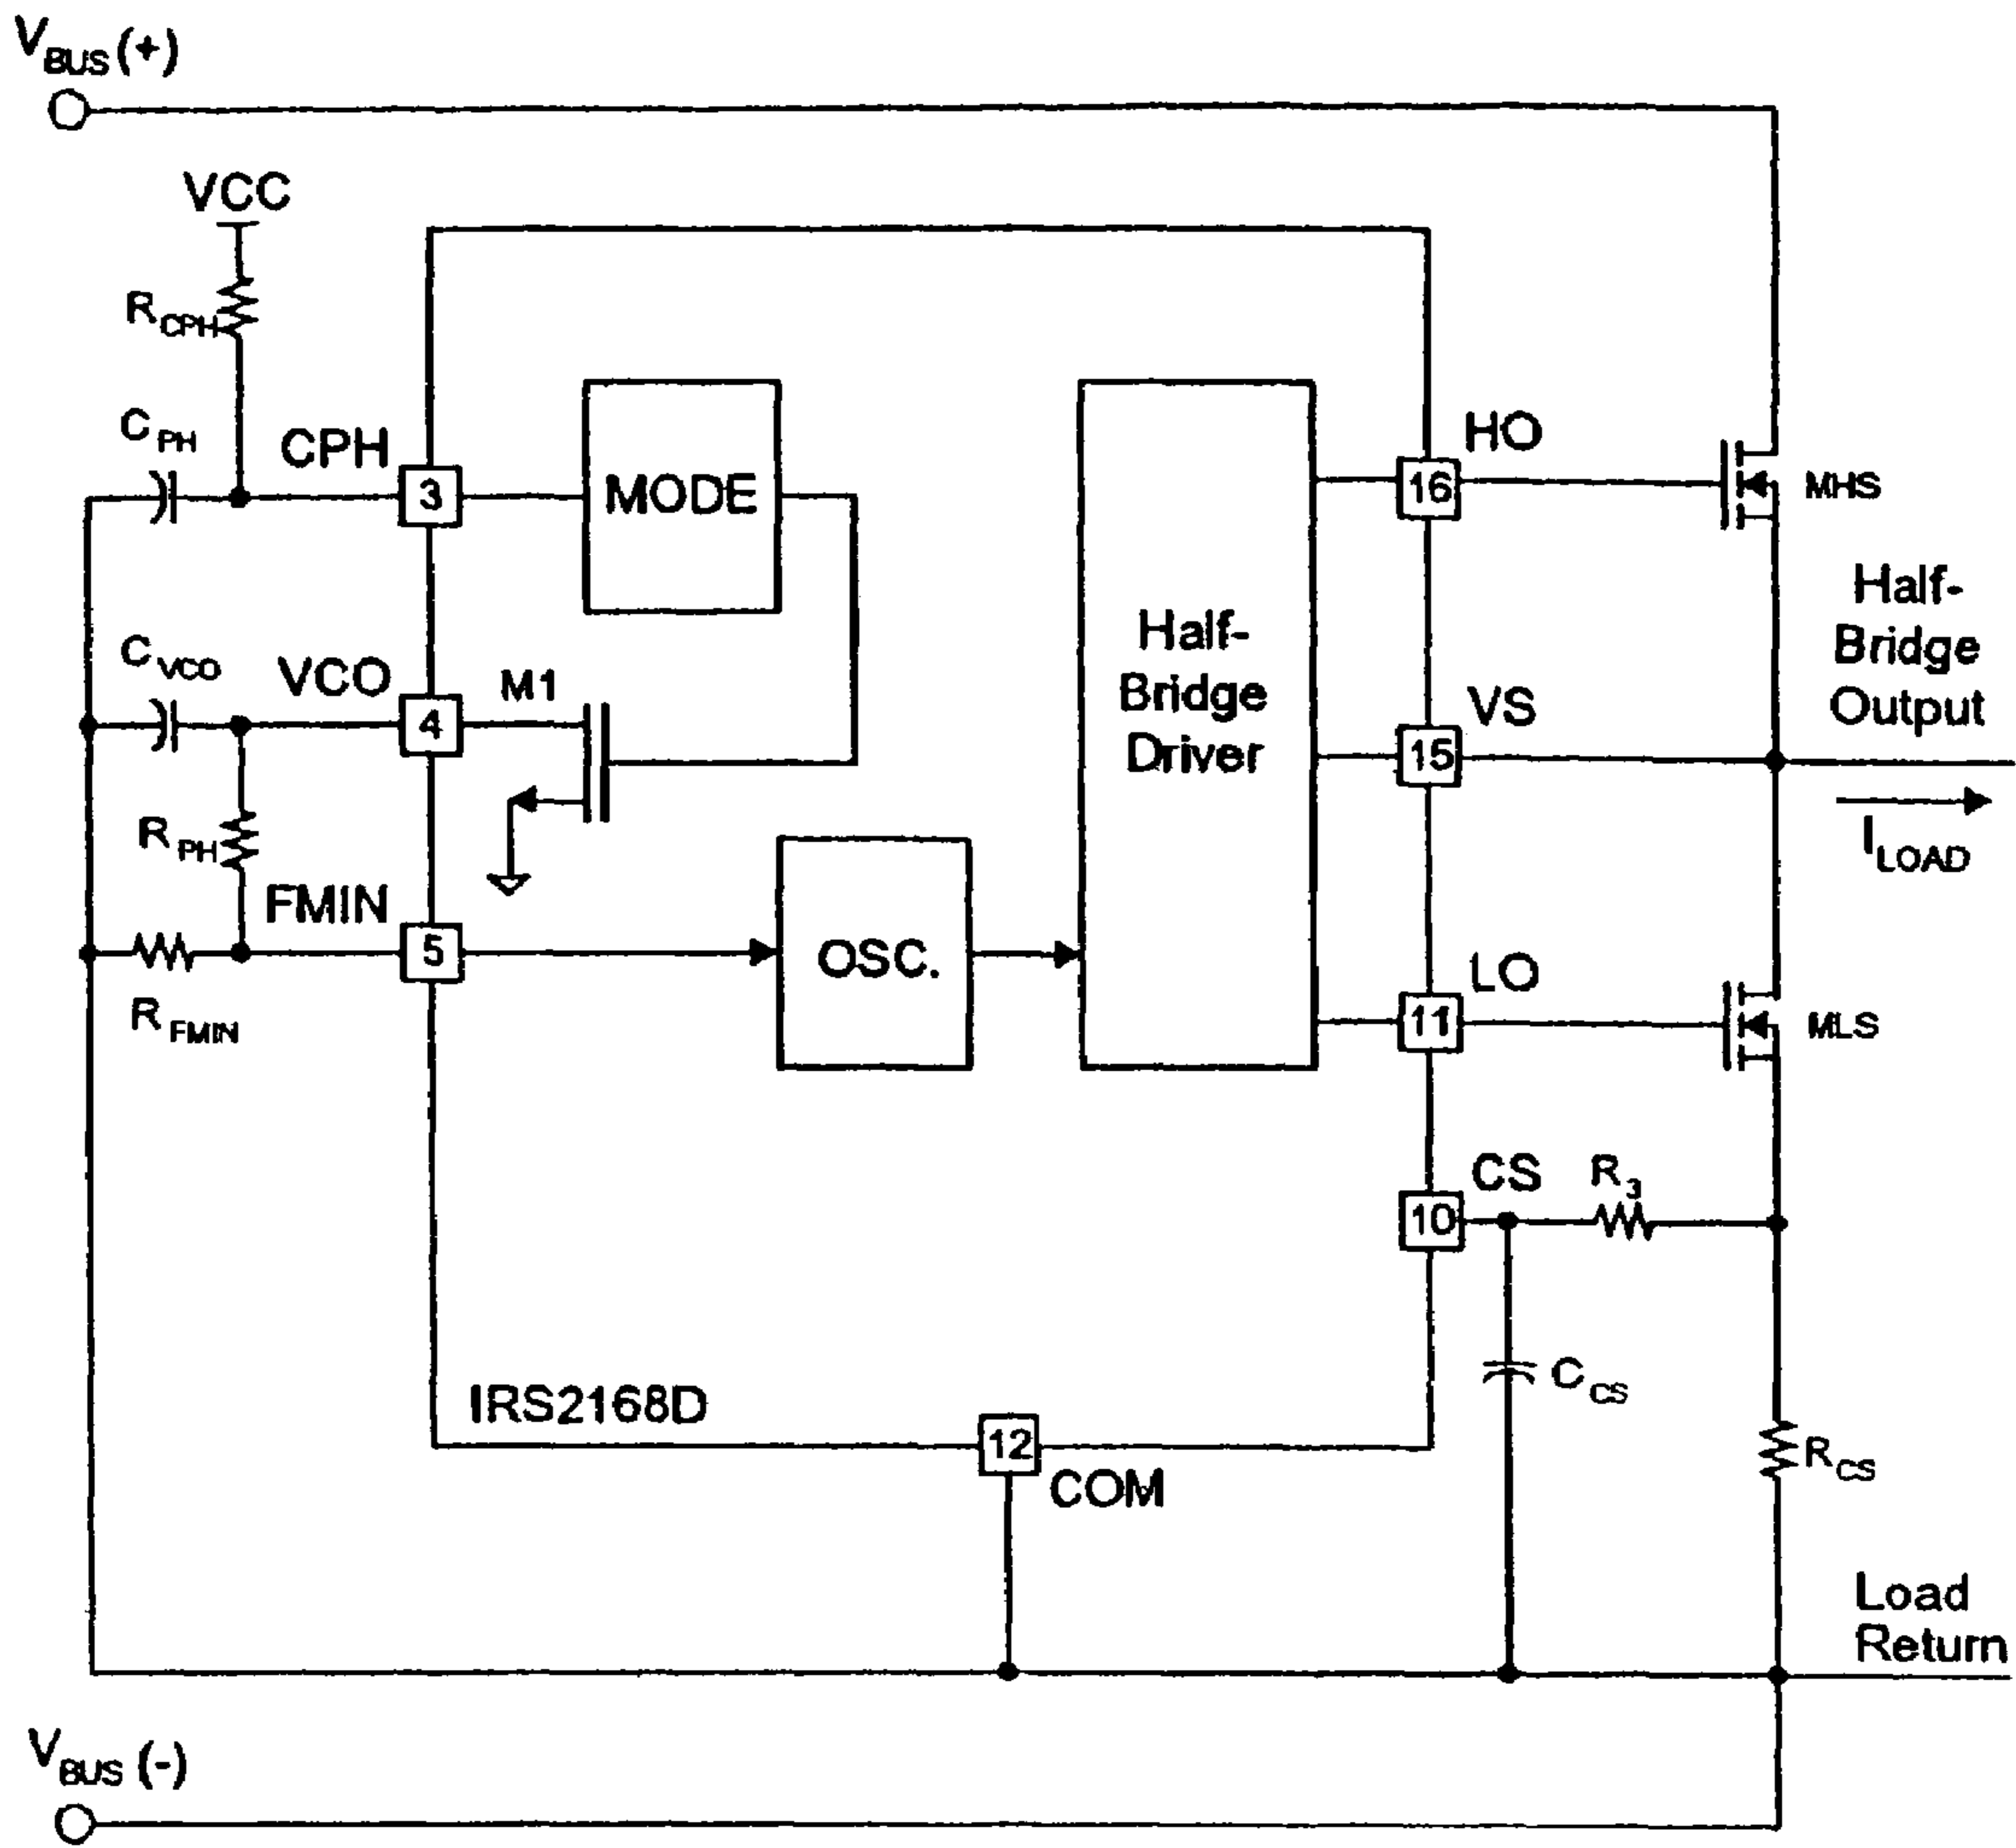 VBUS (+)
VCC
RCPH
CPH
CPH
3
MODE
16
HO
MHS
Half-
Bridge
Output
CVCO
VCO
4
M1
Half-
Bridge
Driver
15
VS
ILOAD
RPH
FMIN
5
OSC.
RFMIN
11
LO
MLS
10
CS
R3
CCS
RCS
IRS2168D
12
COM
Load
Return
VBUS (-)